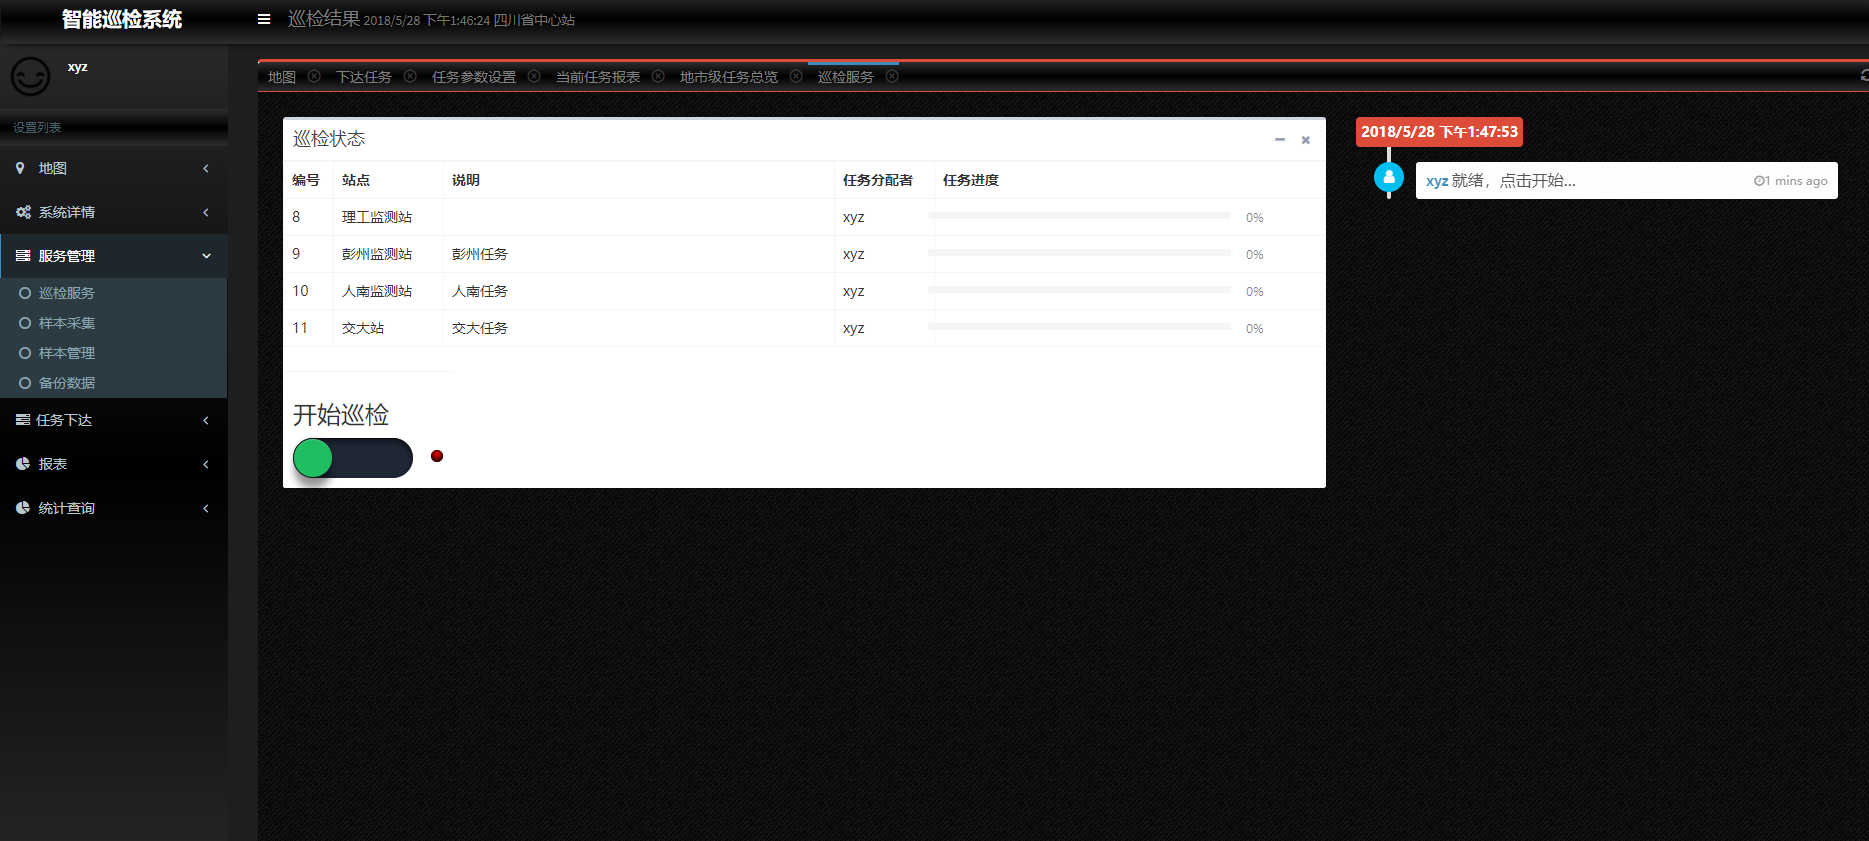 智能巡检系统
巡检结果 2018/5/28 下午1:46:24 四川省中心站
xyz
设置列表
地图
系统详情
服务管理
巡检服务
样本采集
样本管理
备份数据
任务下达
报表
统计查询
地图 下达任务 任务参数设置 当前任务报表 地市级任务总览 巡检服务
巡检状态
编号 站点 说明 任务分配者 任务进度
8 理工监测站 xyz 0%
9 彭州监测站 彭州任务 xyz 0%
10 人南监测站 人南任务 xyz 0%
11 交大站 交大任务 xyz 0%
开始巡检
2018/5/28 下午1:47:53
xyz 就绪，点击开始... 1 mins ago